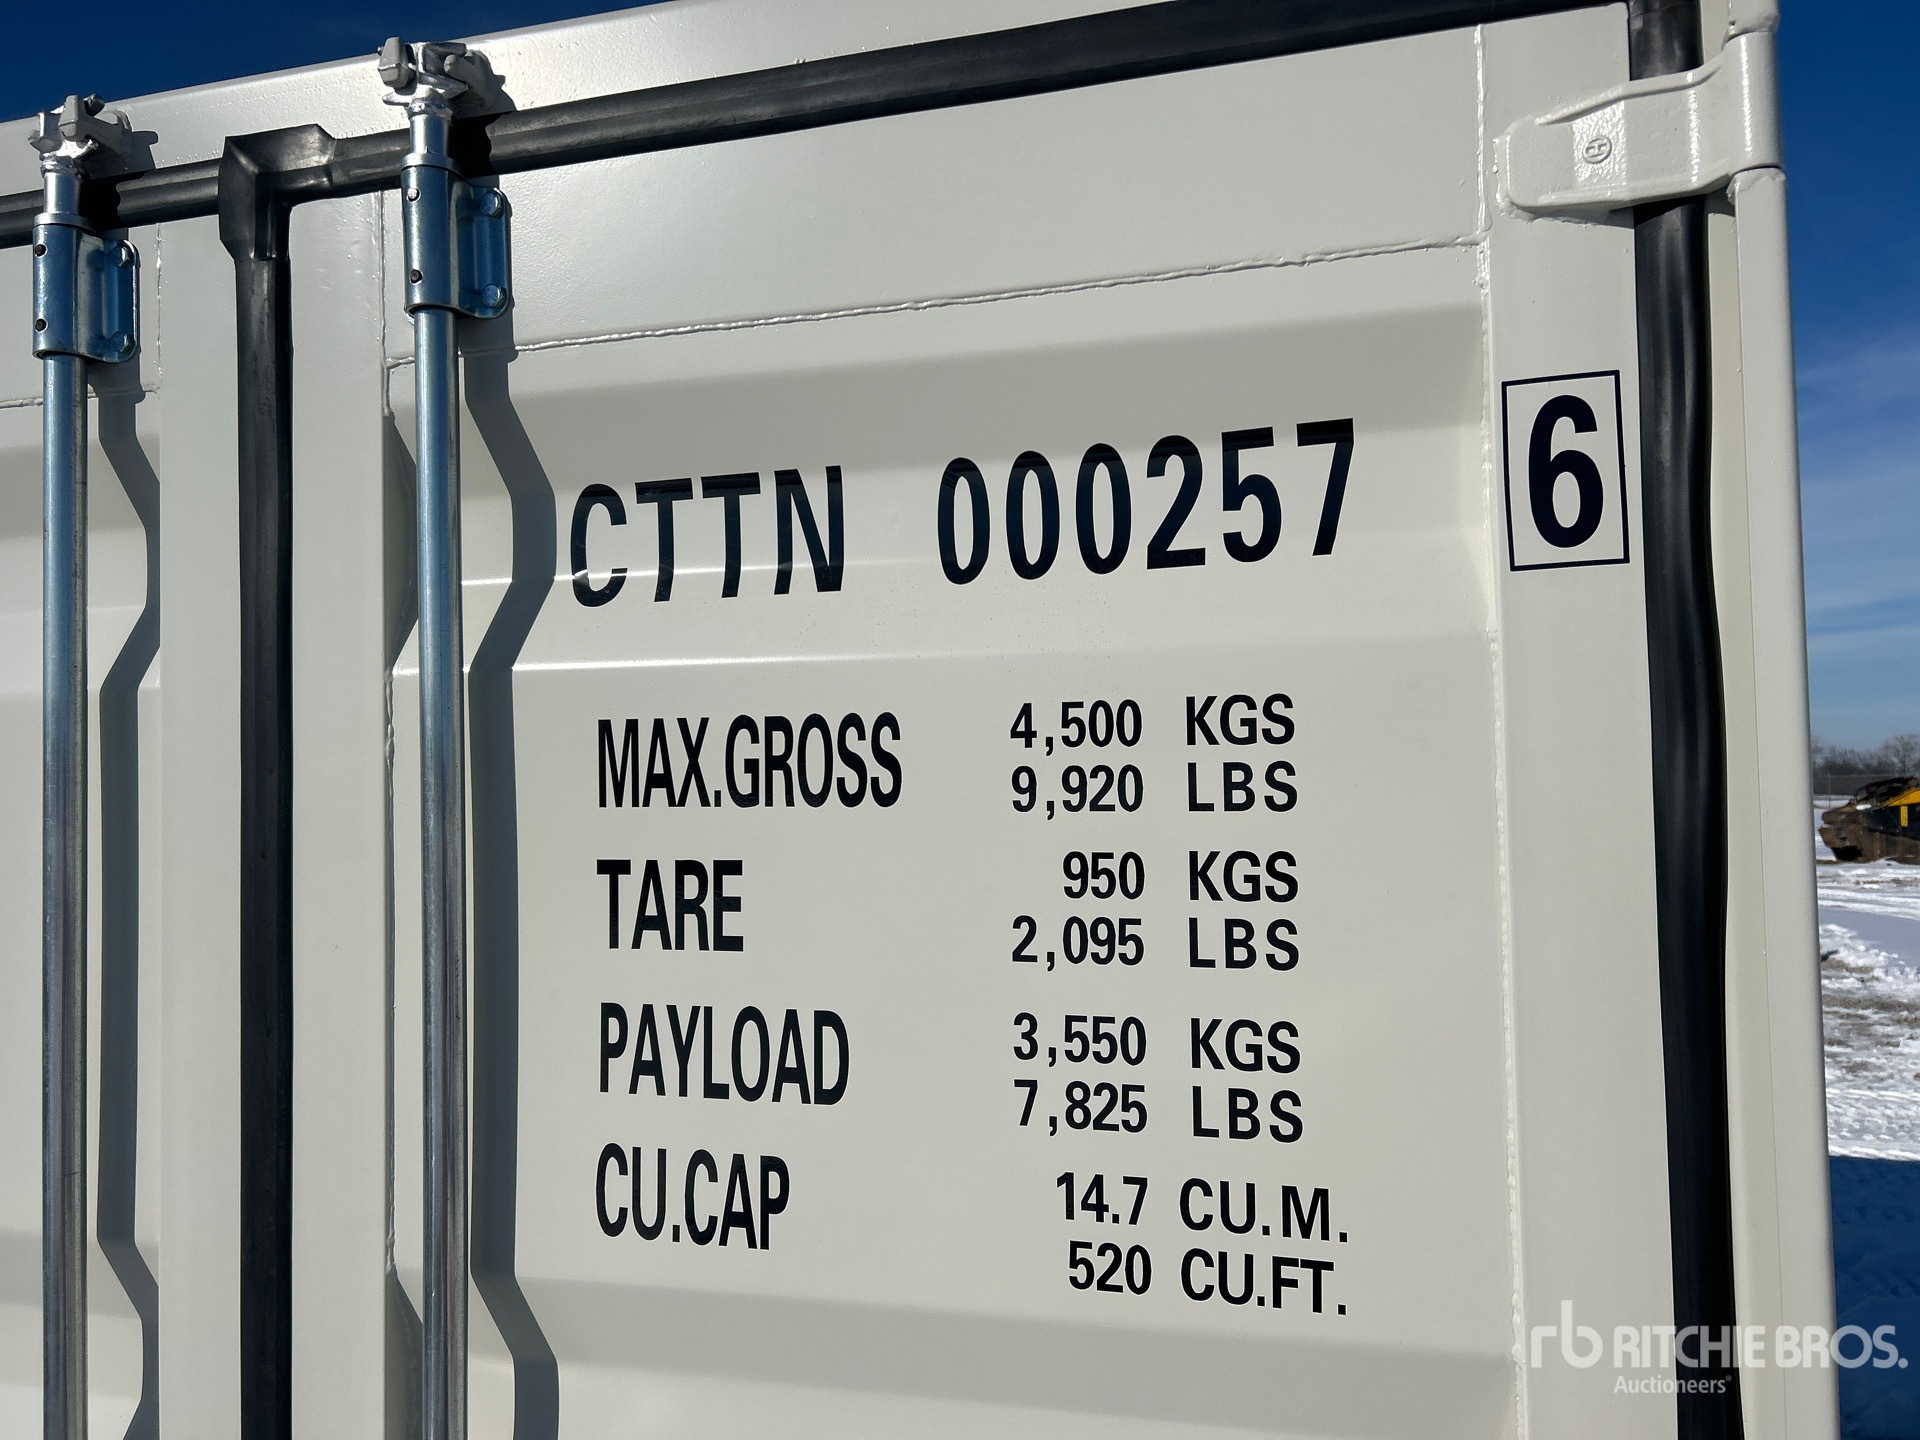 CTTN 000257 6
MAX.GROSS 4,500 KGS
9,920 LBS
TARE 950 KGS
2,095 LBS
PAYLOAD 3,550 KGS
7,825 LBS
CU.CAP 14.7 CU.M.
520 CU.FT.
H
rb RITCHIE BROS.
Auctioneers